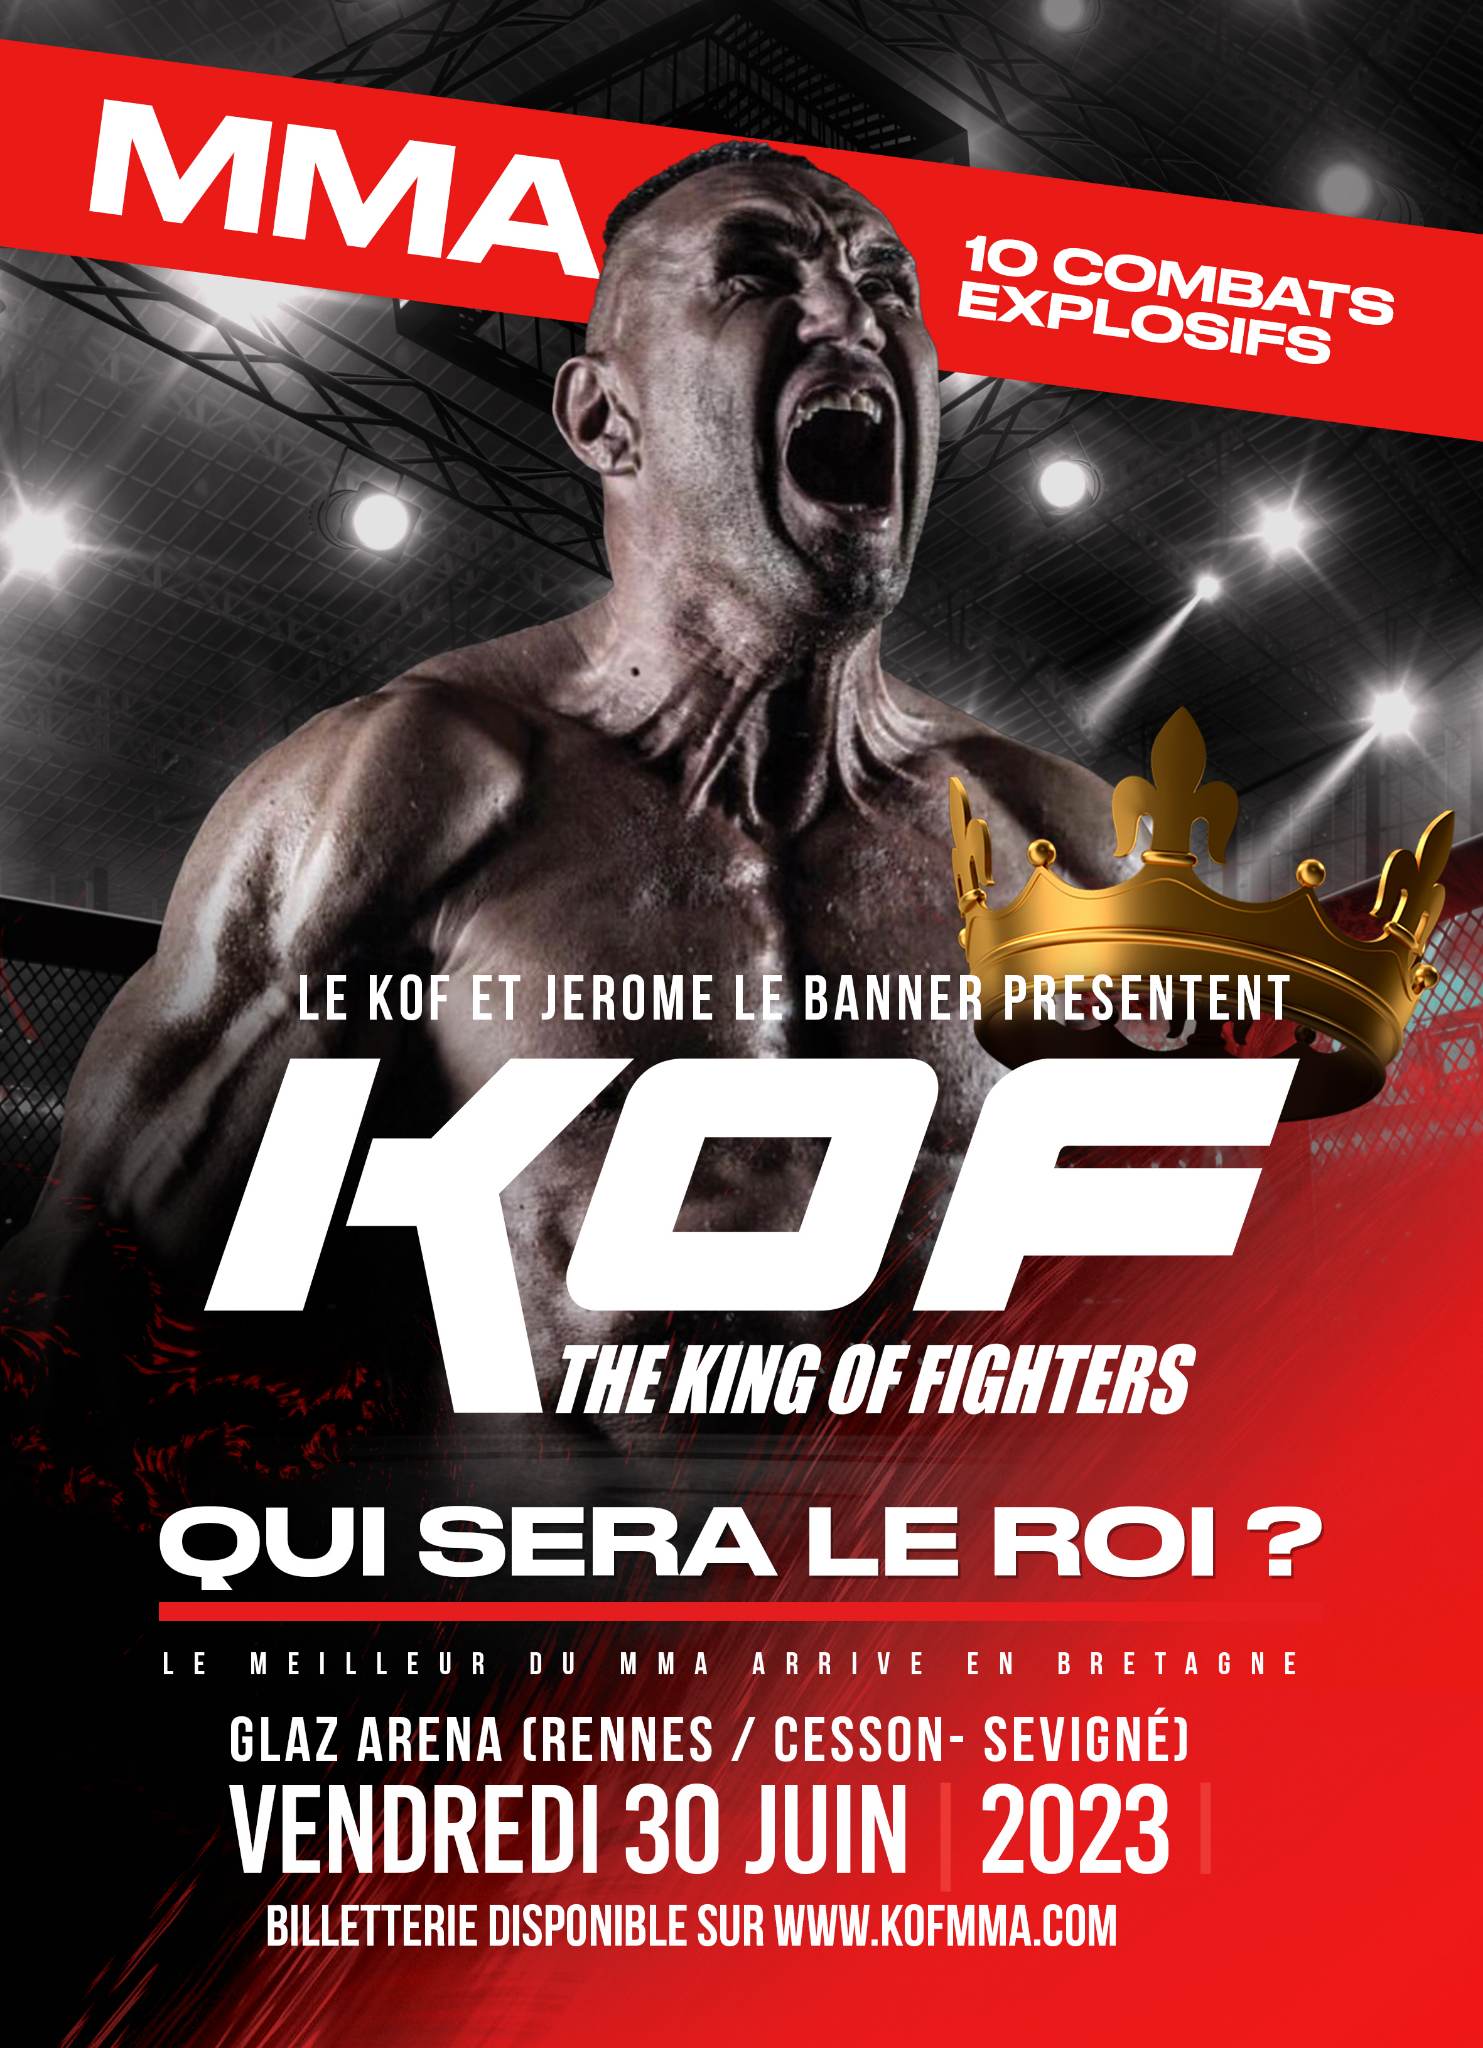 MMA
10 COMBATS
EXPLOSIFS
LE KOF ET JEROME LE BANNER PRESENTENT
KOF
THE KING OF FIGHTERS
QUI SERA LE ROI ?
LE MEILLEUR DU MMA ARRIVE EN BRETAGNE
GLAZ ARENA (RENNES / CESSON- SEVIGNÉ)
VENDREDI 30 JUIN | 2023 |
BILLETTERIE DISPONIBLE SUR WWW.KOFMMA.COM